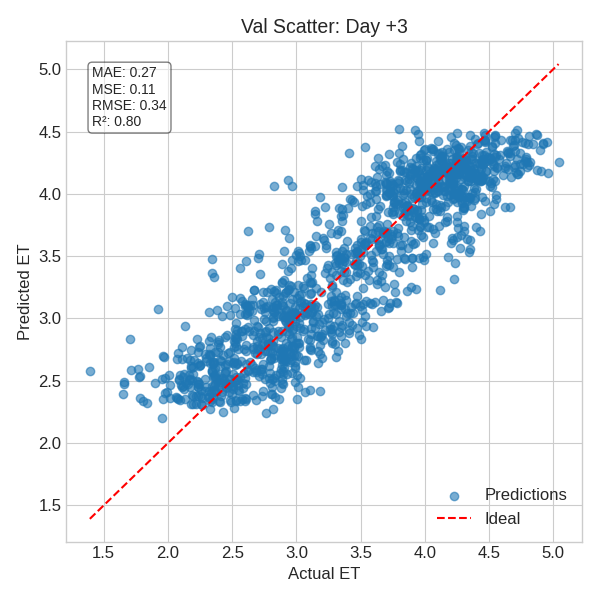 Val Scatter: Day +3
MAE: 0.27
MSE: 0.11
RMSE: 0.34
R²: 0.80
5.0
4.5
4.0
3.5
3.0
2.5
2.0
1.5
Predicted ET
Predictions
Ideal
1.5 2.0 2.5 3.0 3.5 4.0 4.5 5.0
Actual ET